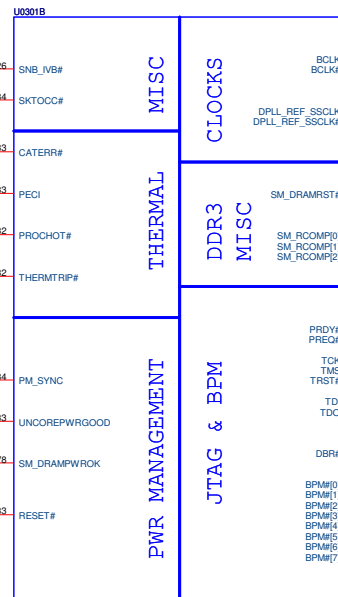 U0301B
MISC
SNB_IVB#
SKTOCC#
THERMAL
CATERR#
PECI
PROCHOT#
THERMTRIP#
PWR MANAGEMENT
PM_SYNC
UNCOREPWRGOOD
SM_DRAMPWROK
RESET#
CLOCKS
BCLK
BCLK#
DPLL_REF_SSCLK
DPLL_REF_SSCLK#
DDR3
MISC
SM_DRAMRST#
SM_RCOMP[0
SM_RCOMP[1
SM_RCOMP[2
JTAG & BPM
PRDY#
PREQ#
TCK
TMS
TRST#
TD
TDO
DBR#
BPM#[0
BPM#[1
BPM#[2
BPM#[3
BPM#[4
BPM#[5
BPM#[6
BPM#[7